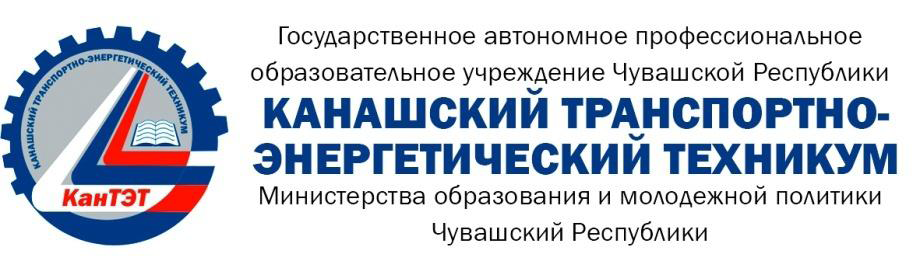 КАНАШСКИЙ ТРАНСПОРТНО-ЭНЕРГЕТИЧЕСКИЙ ТЕХНИКУМ
КанТЭТ
Государственное автономное профессиональное
образовательное учреждение Чувашской Республики
КАНАШСКИЙ ТРАНСПОРТНО-
ЭНЕРГЕТИЧЕСКИЙ ТЕХНИКУМ
Министерства образования и молодежной политики
Чувашский Республики